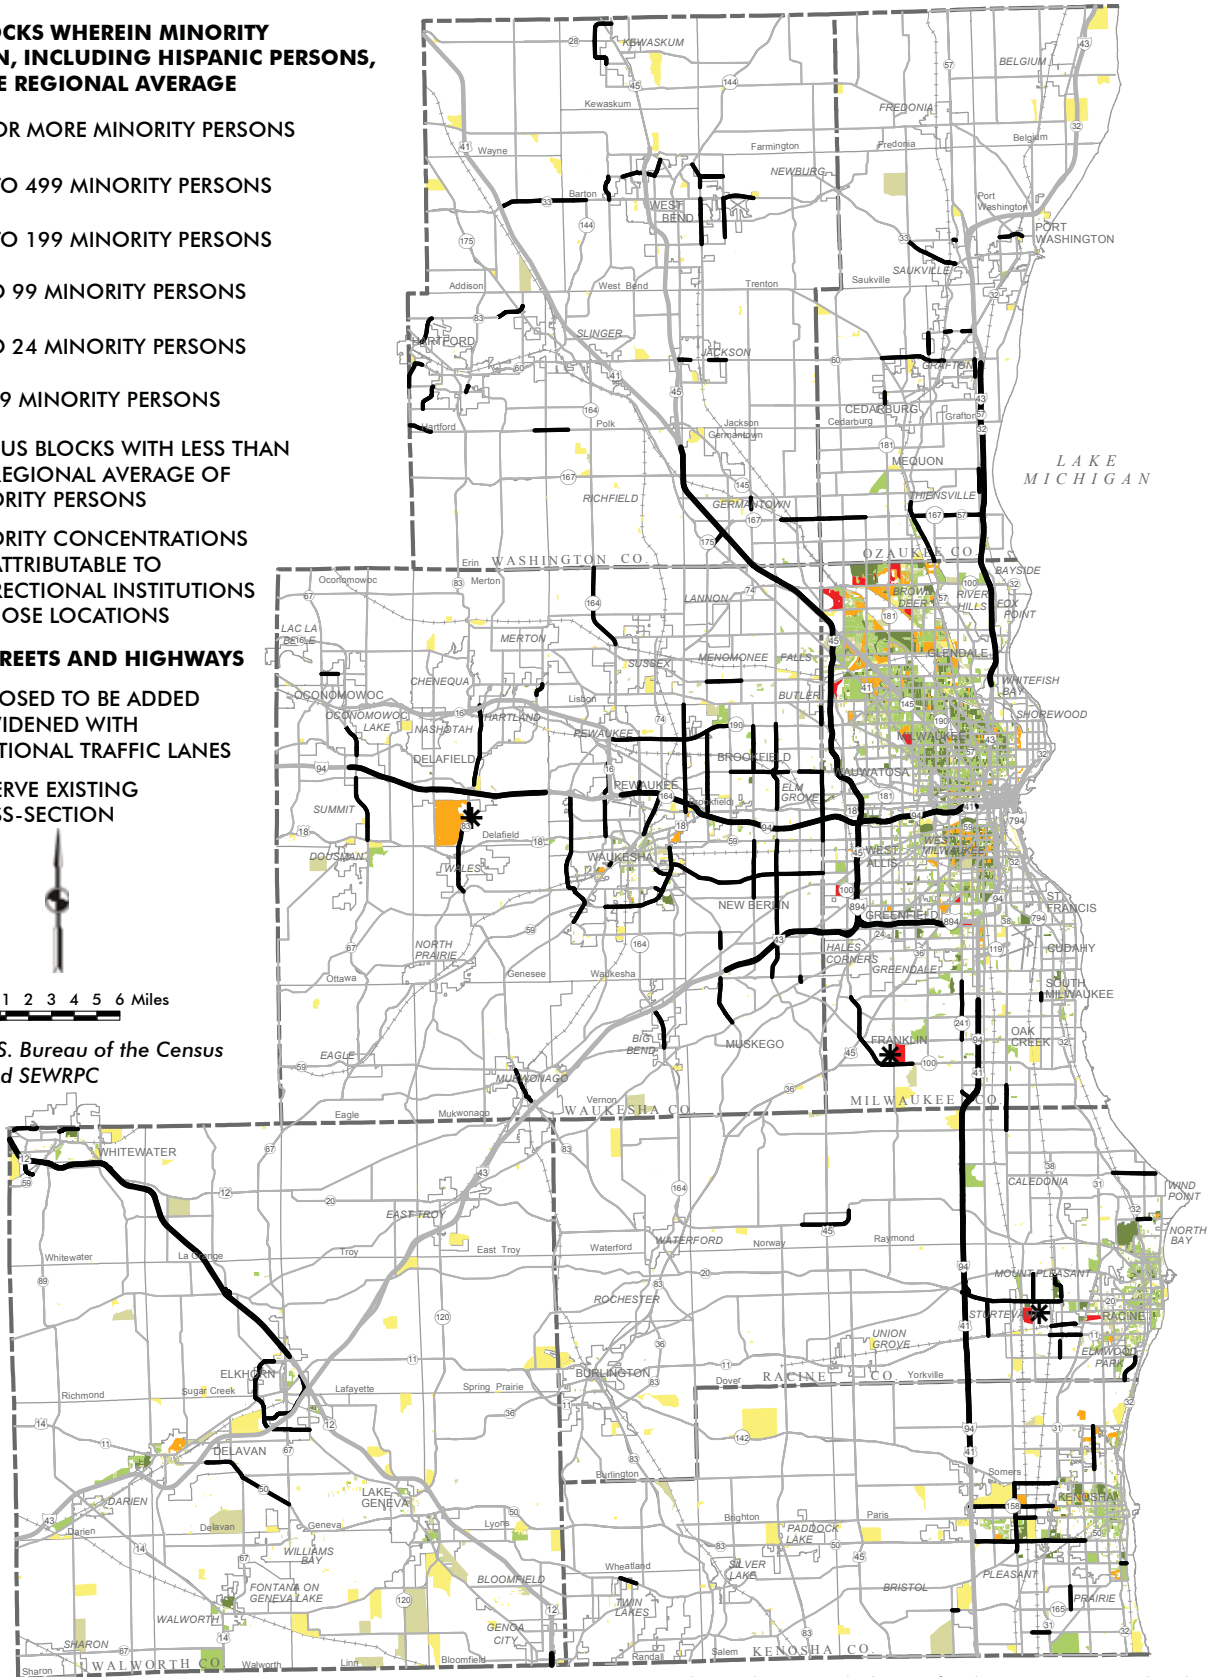 OCKS WHEREIN MINORITY
N, INCLUDING HISPANIC PERSONS,
E REGIONAL AVERAGE
OR MORE MINORITY PERSONS
TO 499 MINORITY PERSONS
TO 199 MINORITY PERSONS
O 99 MINORITY PERSONS
O 24 MINORITY PERSONS
9 MINORITY PERSONS
US BLOCKS WITH LESS THAN
REGIONAL AVERAGE OF
ORITY PERSONS
ORITY CONCENTRATIONS
ATTRIBUTABLE TO
RECTIONAL INSTITUTIONS
OSE LOCATIONS
REETS AND HIGHWAYS
OSED TO BE ADDED
WIDENED WITH
TIONAL TRAFFIC LANES
ERVE EXISTING
SS-SECTION
1 2 3 4 5 6 Miles
S. Bureau of the Census
d SEWRPC
KEWASKUM
Kewaskum
Wayne
Barton
WEST
BEND
Farmington
NEWBURG
FREDONIA
Fredonia
BELGIUM
Belgium
Port
Washington
PORT
WASHINGTON
SAUKVILLE
Saukville
Addison
West Bend
Trenton
HARTFORD
SLINGER
JACKSON
GRAFTON
Hartford
Polk
Jackson
Germantown
CEDARBURG
Cedarburg
Grafton
MEQUON
LAKE
MICHIGAN
RICHFIELD
GERMANTOWN
THIENSVILLE
Erin
WASHINGTON CO.
OZAUKEE CO.
Oconomowoc
Merton
LANNON
BROWN
DEER
RIVER
HILLS
BAYSIDE
FOX
POINT
LAC LA
BELLE
MERTON
SUSSEX
MENOMONEE FALLS
GLENDALE
CHENEQUA
OCONOMOWOC
Lisbon
BUTLER
WHITEFISH
BAY
OCONOMOWOC
LAKE
NASHOTAH
HARTLAND
PEWAUKEE
SHOREWOOD
MILWAUKEE
DELAFIELD
BROOKFIELD
PEWAUKEE
WAUWATOSA
ELM
GROVE
Brookfield
SUMMIT
Delafield
DOUSMAN
WALES
WAUKESHA
WEST
ALLIS
WEST
MILWAUKEE
NEW BERLIN
GREENFIELD
ST.
FRANCIS
NORTH
PRAIRIE
HALES
CORNERS
GREENDALE
CUDAHY
Ottawa
Genesee
Waukesha
SOUTH
MILWAUKEE
EAGLE
BIG
BEND
MUSKEGO
FRANKLIN
OAK
CREEK
MUKWONAGO
Eagle
Mukwonago
Vernon
WAUKESHA CO.
MILWAUKEE CO.
WHITEWATER
CALEDONIA
WIND
POINT
EAST TROY
NORTH
BAY
Whitewater
La Grange
Troy
East Troy
Waterford
WATERFORD
Norway
Raymond
MOUNT PLEASANT
ROCHESTER
RACINE
UNION
GROVE
ELMWOOD
PARK
ELKHORN
BURLINGTON
Dover
RACINE CO.
Yorkville
Richmond
Sugar Creek
Lafayette
Spring Prairie
DELAVAN
Burlington
Somers
LAKE
GENEVA
KENOSHA
DARIEN
Darien
Delavan
Geneva
Lyons
Brighton
Paris
PADDOCK
LAKE
WILLIAMS
BAY
BLOOMFIELD
Wheatland
SILVER
LAKE
PLEASANT
PRAIRIE
FONTANA ON
GENEVA LAKE
BRISTOL
WALWORTH
TWIN
LAKES
GENOA
CITY
SHARON
Sharon
WALWORTH CO
Walworth
Linn
Bloomfield
Randall
Salem
KENOSHA CO.